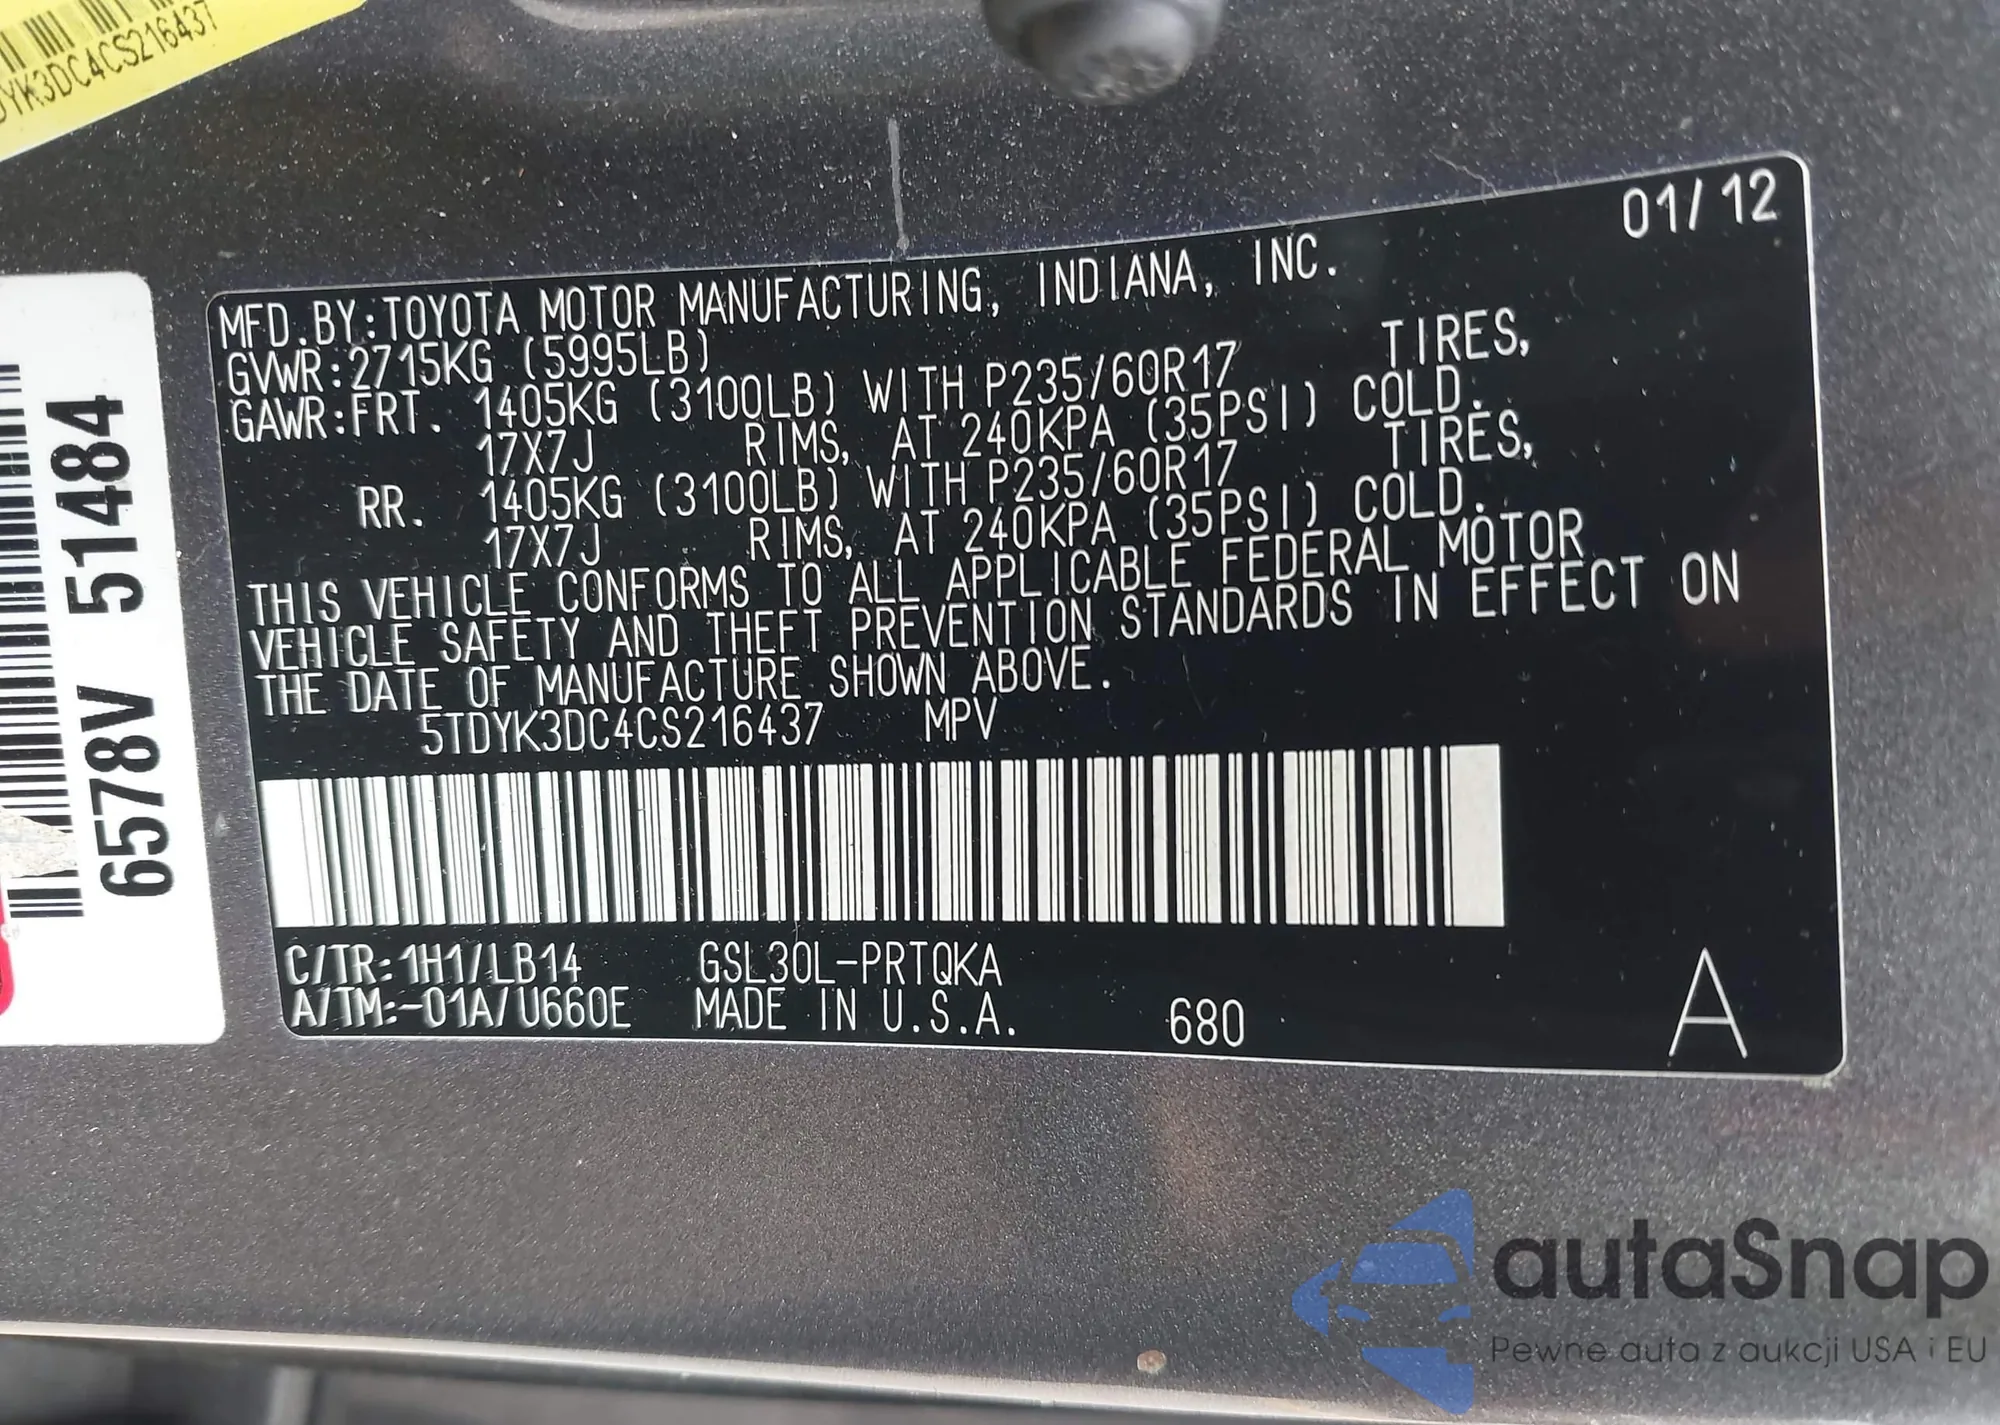 DYK3DC4CS216437
6578V 51484
01/12
MFD.BY:TOYOTA MOTOR MANUFACTURING, INDIANA, INC.
GVWR:2715KG (5995LB)
GAWR:FRT. 1405KG (3100LB) WITH P235/60R17 TIRES,
17X7J RIMS, AT 240KPA (35PSI) COLD.
RR. 1405KG (3100LB) WITH P235/60R17 TIRES,
17X7J RIMS, AT 240KPA (35PSI) COLD.
THIS VEHICLE CONFORMS TO ALL APPLICABLE FEDERAL MOTOR
VEHICLE SAFETY AND THEFT PREVENTION STANDARDS IN EFFECT ON
THE DATE OF MANUFACTURE SHOWN ABOVE.
5TDYK3DC4CS216437 MPV
C/TR:1H1/LB14 GSL30L-PRTQKA
A/TM:-01A/U660E MADE IN U.S.A. 680 A
autaSnap
Pewne auta z aukcji USA i EU